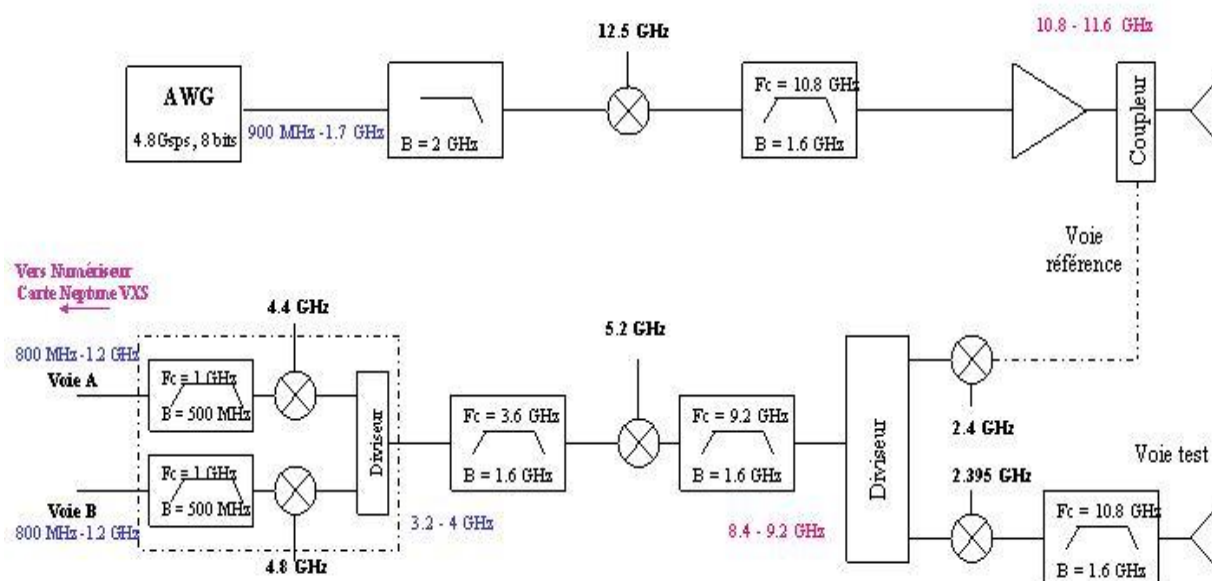 10.8 - 11.6 GHz
12.5 GHz
AWG
4.8Gsps, 8 bits
900 MHz -1.7 GHz
B = 2 GHz
Fc = 10.8 GHz
B = 1.6 GHz
Coupleur
Voie
référence
Vers Numériseur
Carte Neptune VXS
4.4 GHz
5.2 GHz
800 MHz -1.2 GHz
Voie A
Fc = 1 GHz
B = 500 MHz
Diviseur
Fc = 3.6 GHz
B = 1.6 GHz
Fc = 9.2 GHz
B = 1.6 GHz
Diviseur
2.4 GHz
2.395 GHz
Voie test
Fc = 1 GHz
B = 500 MHz
Voie B
800 MHz -1.2 GHz
3.2 - 4 GHz
8.4 - 9.2 GHz
4.8 GHz
Fc = 10.8 GHz
B = 1.6 GHz